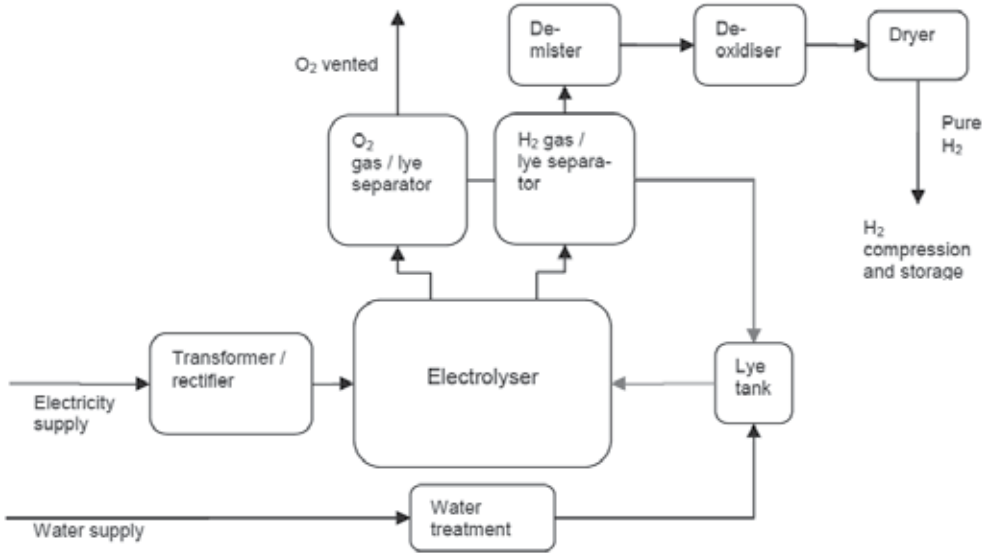 De-
mister
De-
oxidiser
Dryer
O₂ vented
O₂
gas / lye
separator
H₂ gas /
lye separa-
tor
Pure
H₂
H₂
compression
and storage
Transformer /
rectifier
Electrolyser
Lye
tank
Electricity
supply
Water
treatment
Water supply